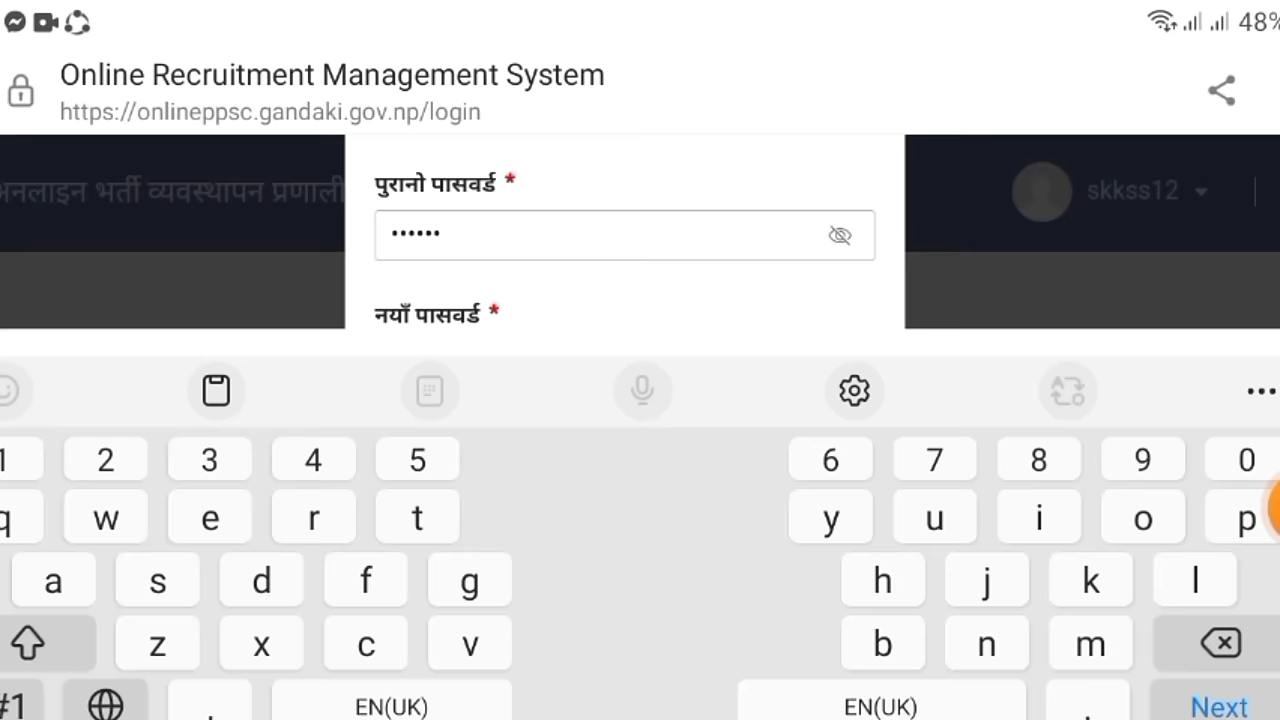 48%
Online Recruitment Management System
https://onlineppsc.gandaki.gov.np/login
अनलाइन भर्ती व्यवस्थापन प्रणाली
skkss12
पुरानो पासवर्ड *
••••••
नयाँ पासवर्ड *
1 2 3 4 5 6 7 8 9 0
q w e r t y u i o p
a s d f g h j k l
z x c v b n m
#1 , EN(UK) EN(UK) . Next